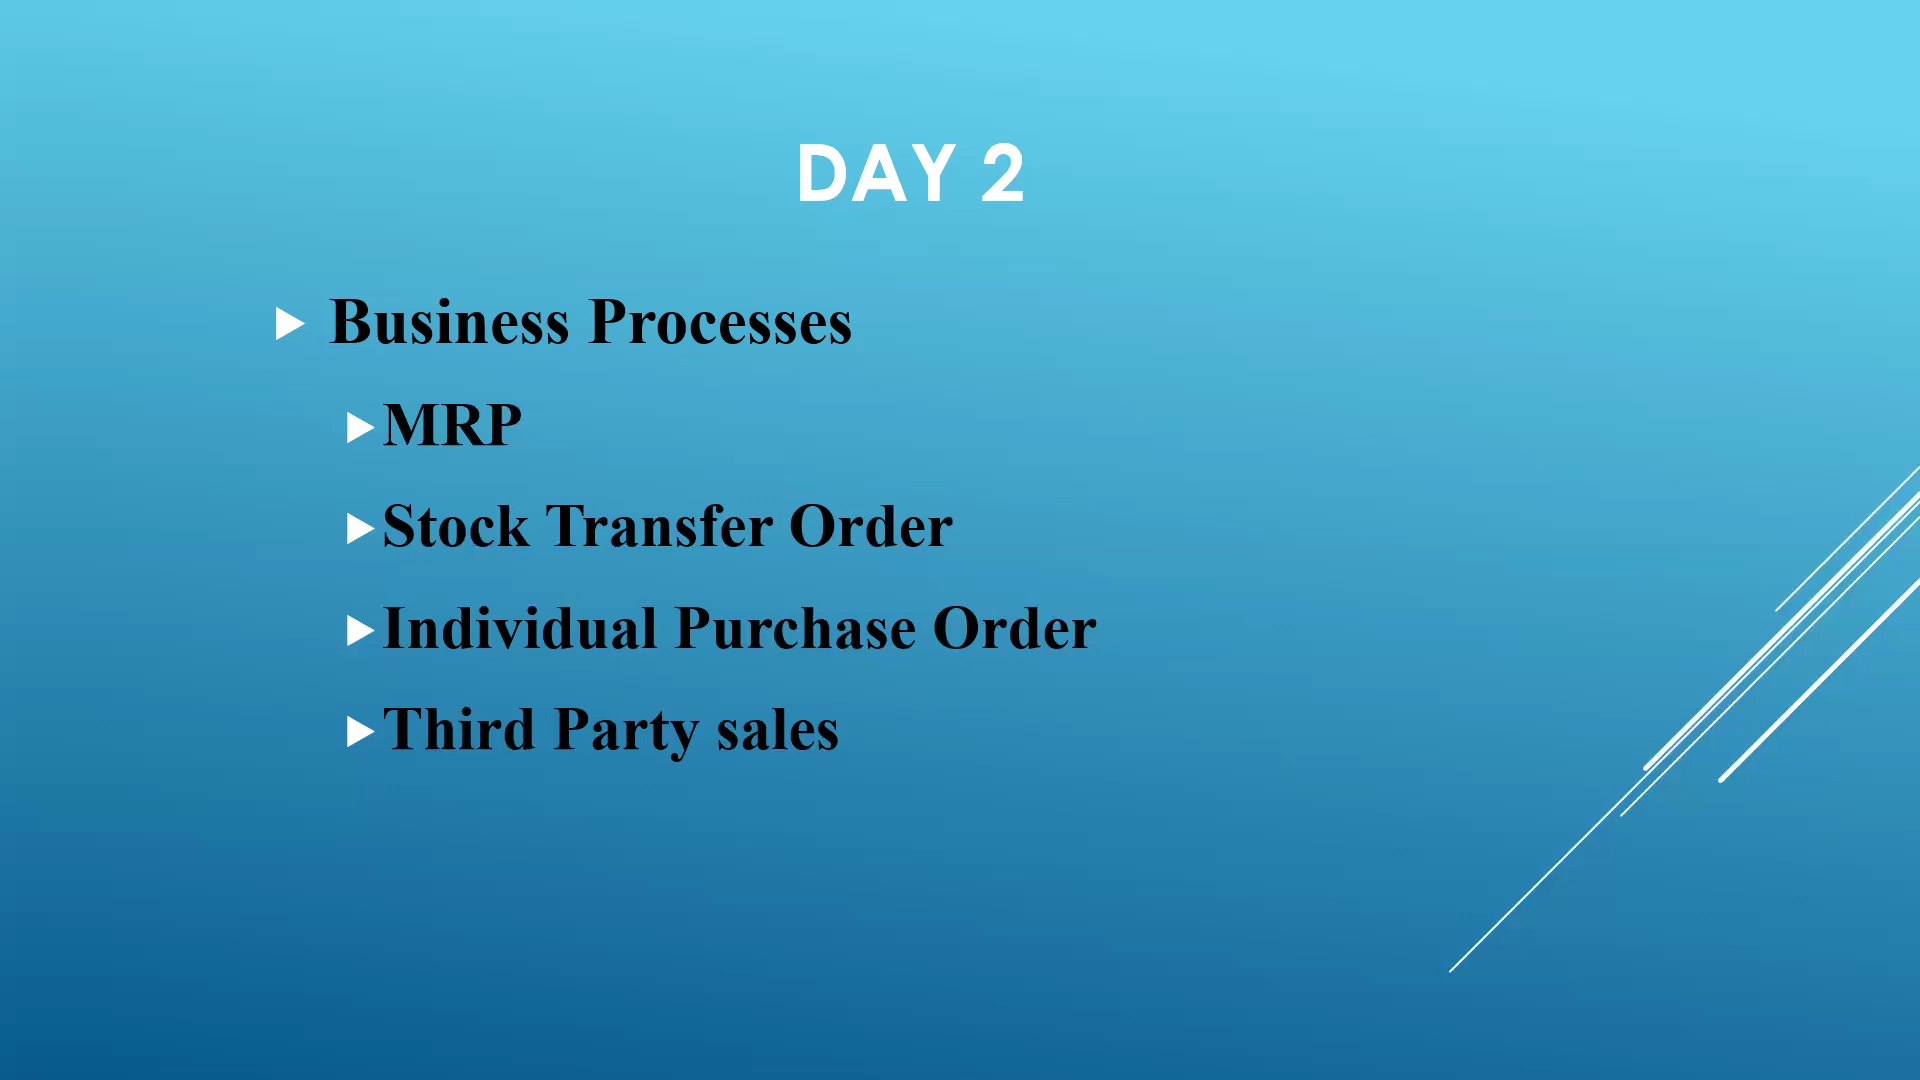 DAY 2
Business Processes
MRP
Stock Transfer Order
Individual Purchase Order
Third Party sales